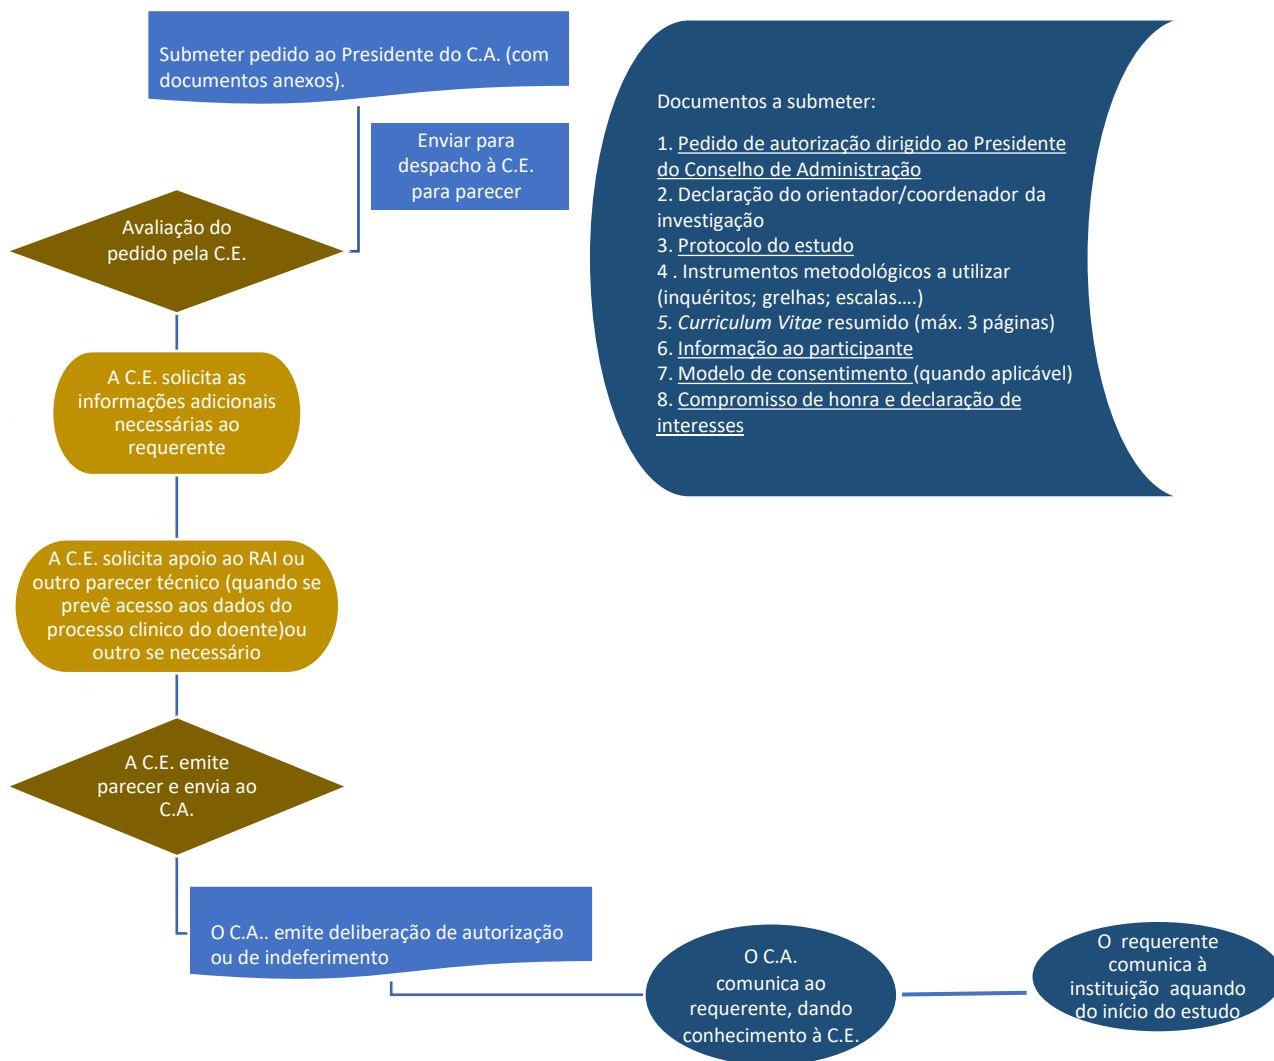 Submeter pedido ao Presidente do C.A. (com
documentos anexos).
Enviar para
despacho à C.E.
para parecer
Avaliação do
pedido pela C.E.
A C.E. solicita as
informações adicionais
necessárias ao
requerente
A C.E. solicita apoio ao RAI ou
outro parecer técnico (quando se
prevê acesso aos dados do
processo clinico do doente)ou
outro se necessário
A C.E. emite
parecer e envia ao
C.A.
O C.A.. emite deliberação de autorização
ou de indeferimento
O C.A.
comunica ao
requerente, dando
conhecimento à C.E.
O requerente
comunica à
instituição aquando
do início do estudo
Documentos a submeter:
1. Pedido de autorização dirigido ao Presidente
do Conselho de Administração
2. Declaração do orientador/coordenador da
investigação
3. Protocolo do estudo
4 . Instrumentos metodológicos a utilizar
(inquéritos; grelhas; escalas....)
5. Curriculum Vitae resumido (máx. 3 páginas)
6. Informação ao participante
7. Modelo de consentimento (quando aplicável)
8. Compromisso de honra e declaração de
interesses